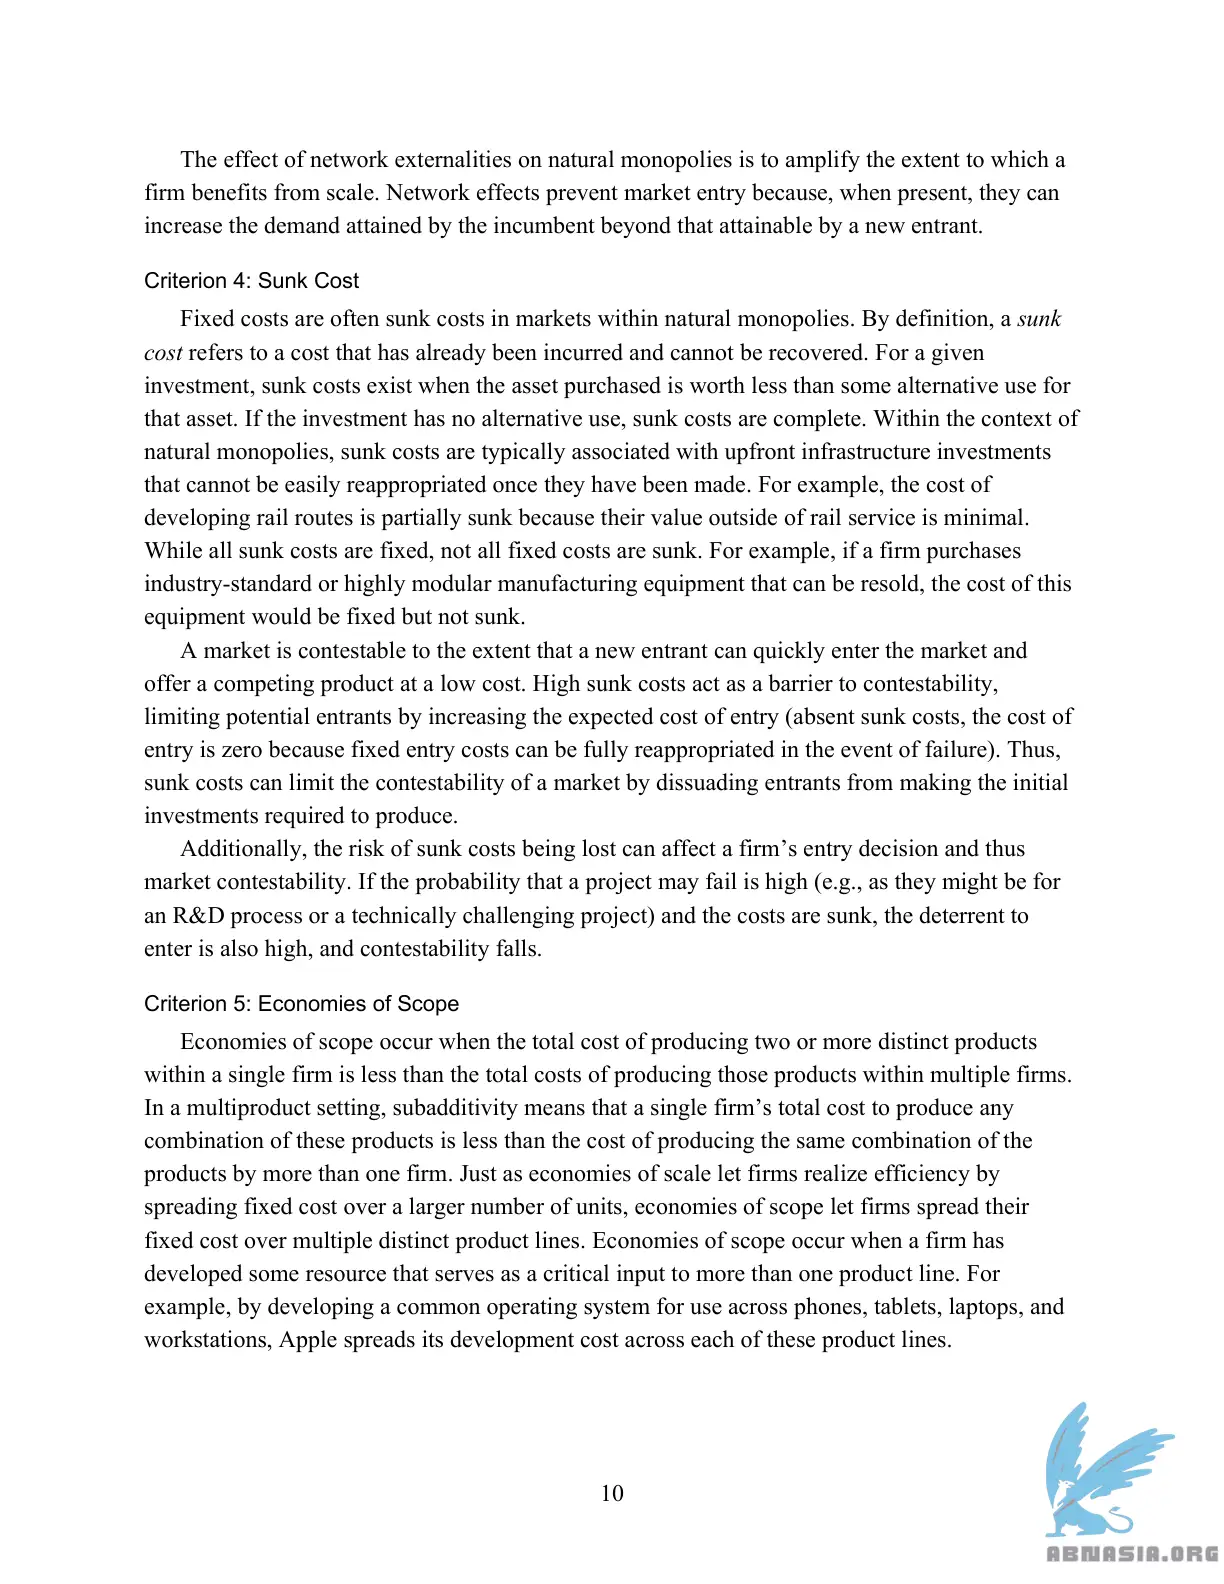 The effect of network externalities on natural monopolies is to amplify the extent to which a
firm benefits from scale. Network effects prevent market entry because, when present, they can
increase the demand attained by the incumbent beyond that attainable by a new entrant.
Criterion 4: Sunk Cost
Fixed costs are often sunk costs in markets within natural monopolies. By definition, a sunk
cost refers to a cost that has already been incurred and cannot be recovered. For a given
investment, sunk costs exist when the asset purchased is worth less than some alternative use for
that asset. If the investment has no alternative use, sunk costs are complete. Within the context of
natural monopolies, sunk costs are typically associated with upfront infrastructure investments
that cannot be easily reappropriated once they have been made. For example, the cost of
developing rail routes is partially sunk because their value outside of rail service is minimal.
While all sunk costs are fixed, not all fixed costs are sunk. For example, if a firm purchases
industry-standard or highly modular manufacturing equipment that can be resold, the cost of this
equipment would be fixed but not sunk.
A market is contestable to the extent that a new entrant can quickly enter the market and
offer a competing product at a low cost. High sunk costs act as a barrier to contestability,
limiting potential entrants by increasing the expected cost of entry (absent sunk costs, the cost of
entry is zero because fixed entry costs can be fully reappropriated in the event of failure). Thus,
sunk costs can limit the contestability of a market by dissuading entrants from making the initial
investments required to produce.
Additionally, the risk of sunk costs being lost can affect a firm’s entry decision and thus
market contestability. If the probability that a project may fail is high (e.g., as they might be for
an R&D process or a technically challenging project) and the costs are sunk, the deterrent to
enter is also high, and contestability falls.
Criterion 5: Economies of Scope
Economies of scope occur when the total cost of producing two or more distinct products
within a single firm is less than the total costs of producing those products within multiple firms.
In a multiproduct setting, subadditivity means that a single firm’s total cost to produce any
combination of these products is less than the cost of producing the same combination of the
products by more than one firm. Just as economies of scale let firms realize efficiency by
spreading fixed cost over a larger number of units, economies of scope let firms spread their
fixed cost over multiple distinct product lines. Economies of scope occur when a firm has
developed some resource that serves as a critical input to more than one product line. For
example, by developing a common operating system for use across phones, tablets, laptops, and
workstations, Apple spreads its development cost across each of these product lines.
10
ABNASIA.ORG